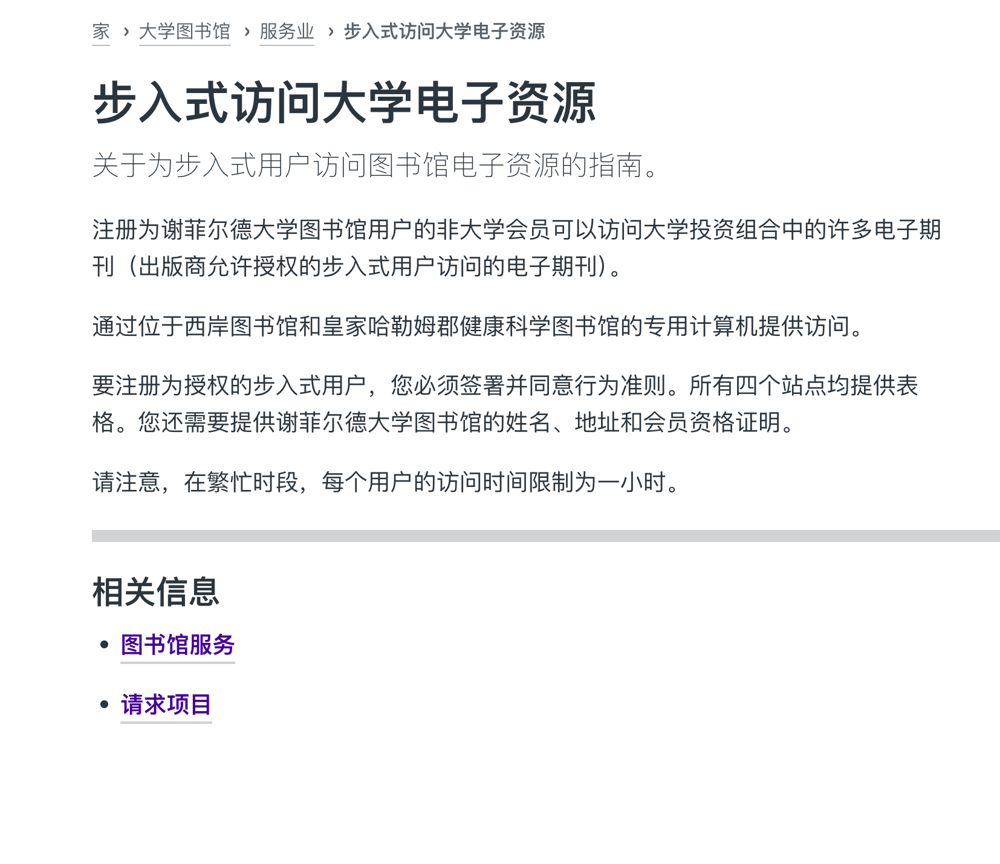 家 › 大学图书馆 › 服务业 › 步入式访问大学电子资源
步入式访问大学电子资源
关于为步入式用户访问图书馆电子资源的指南。
注册为谢菲尔德大学图书馆用户的非大学会员可以访问大学投资组合中的许多电子期
刊（出版商允许授权的步入式用户访问的电子期刊）。
通过位于西岸图书馆和皇家哈勒姆郡健康科学图书馆的专用计算机提供访问。
要注册为授权的步入式用户，您必须签署并同意行为准则。所有四个站点均提供表
格。您还需要提供谢菲尔德大学图书馆的姓名、地址和会员资格证明。
请注意，在繁忙时段，每个用户的访问时间限制为一小时。
相关信息
• 图书馆服务
• 请求项目